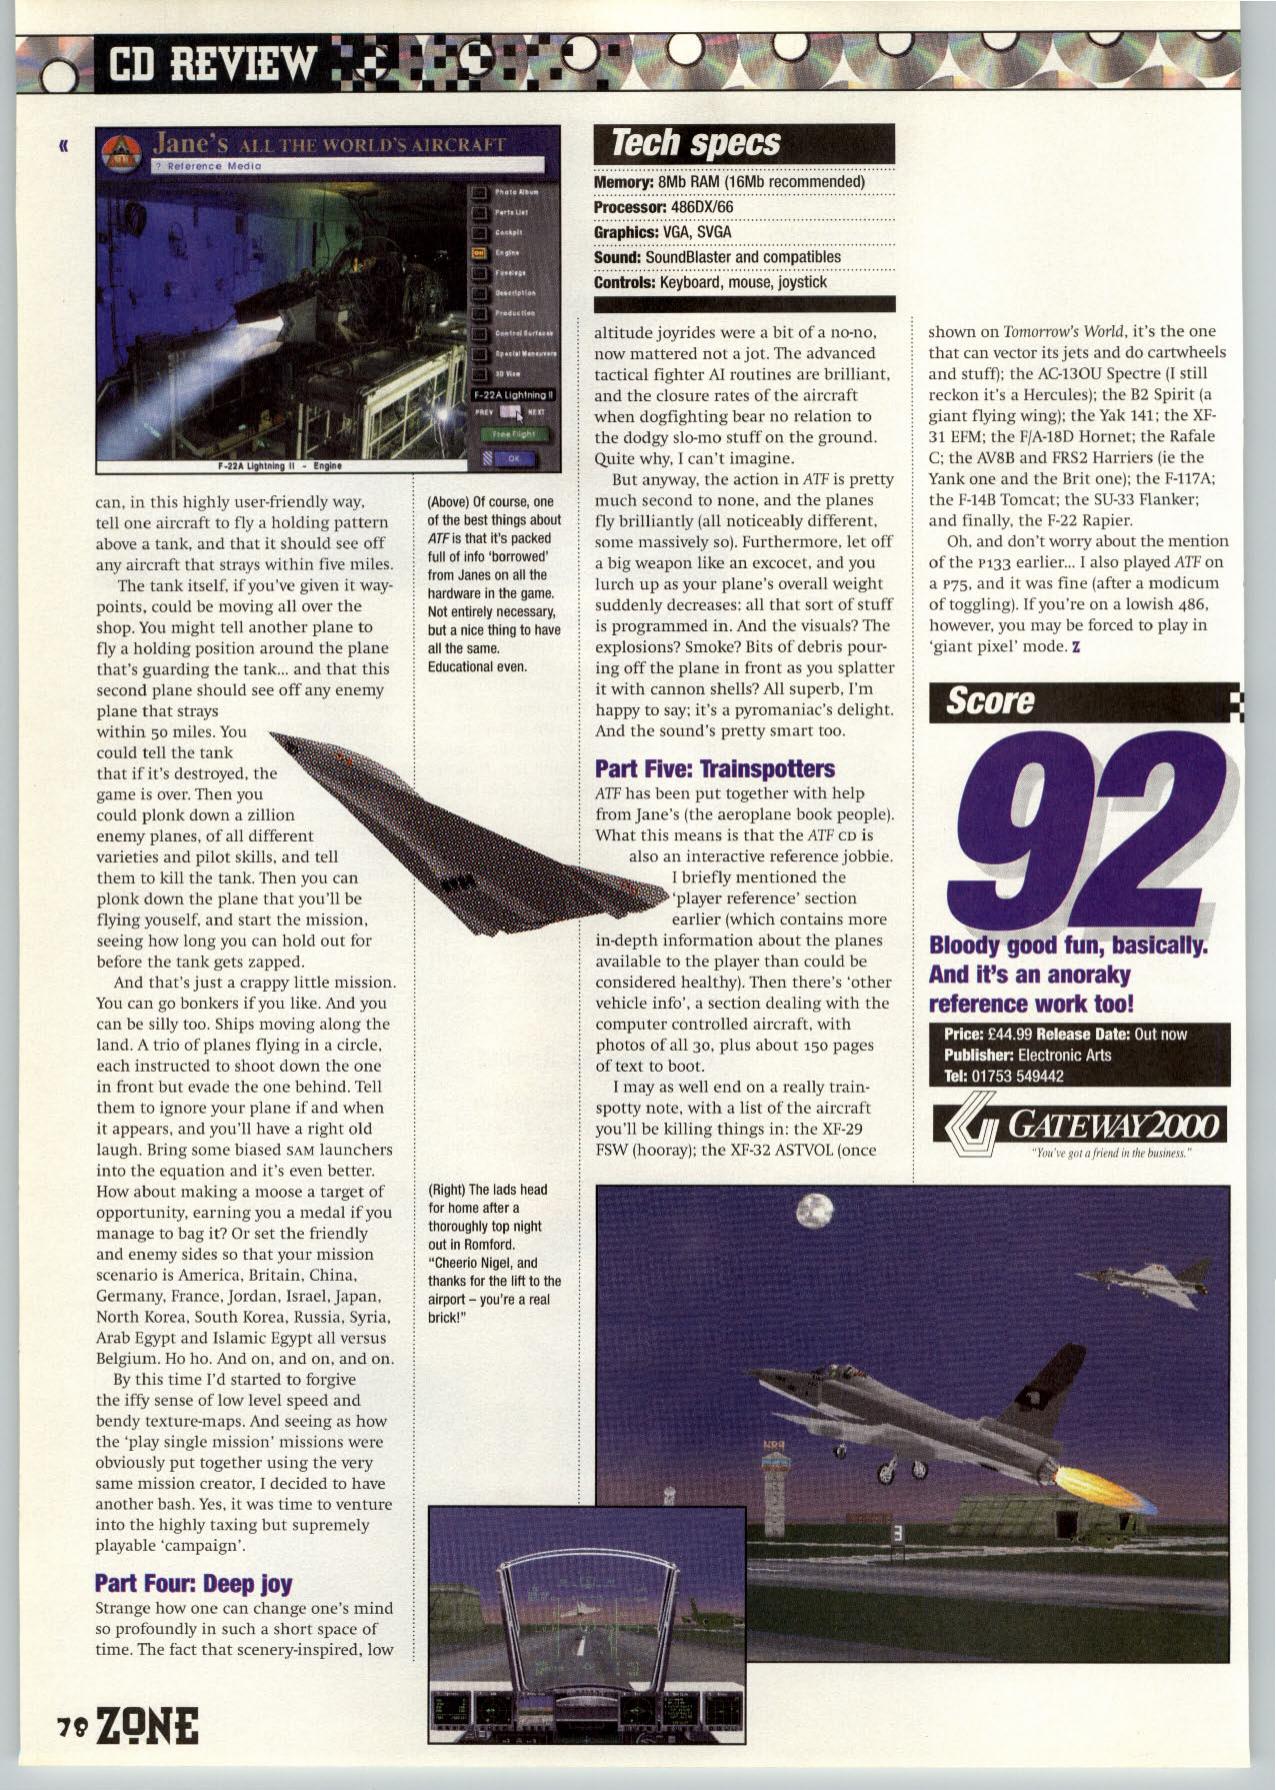 CD REVIEW
«
Jane's ALL THE WORLD'S AIRCRAFT
? Reference Media
Photo Album
Parts List
Cockpit
Engine
Fuselage
Description
Production
Control Surfaces
Special Maneuvers
3D View
F-22A Lightning II
PREV NEXT
Free Flight
OK
F-22A Lightning II - Engine
can, in this highly user-friendly way,
tell one aircraft to fly a holding pattern
above a tank, and that it should see off
any aircraft that strays within five miles.
The tank itself, if you've given it way-
points, could be moving all over the
shop. You might tell another plane to
fly a holding position around the plane
that's guarding the tank... and that this
second plane should see off any enemy
plane that strays
within 50 miles. You
could tell the tank
that if it's destroyed, the
game is over. Then you
could plonk down a zillion
enemy planes, of all different
varieties and pilot skills, and tell
them to kill the tank. Then you can
plonk down the plane that you'll be
flying youself, and start the mission,
seeing how long you can hold out for
before the tank gets zapped.
And that's just a crappy little mission.
You can go bonkers if you like. And you
can be silly too. Ships moving along the
land. A trio of planes flying in a circle,
each instructed to shoot down the one
in front but evade the one behind. Tell
them to ignore your plane if and when
it appears, and you'll have a right old
laugh. Bring some biased SAM launchers
into the equation and it's even better.
How about making a moose a target of
opportunity, earning you a medal if you
manage to bag it? Or set the friendly
and enemy sides so that your mission
scenario is America, Britain, China,
Germany, France, Jordan, Israel, Japan,
North Korea, South Korea, Russia, Syria,
Arab Egypt and Islamic Egypt all versus
Belgium. Ho ho. And on, and on, and on.
By this time I'd started to forgive
the iffy sense of low level speed and
bendy texture-maps. And seeing as how
the 'play single mission' missions were
obviously put together using the very
same mission creator, I decided to have
another bash. Yes, it was time to venture
into the highly taxing but supremely
playable 'campaign'.
Part Four: Deep joy
Strange how one can change one's mind
so profoundly in such a short space of
time. The fact that scenery-inspired, low
(Above) Of course, one
of the best things about
ATF is that it's packed
full of info 'borrowed'
from Janes on all the
hardware in the game.
Not entirely necessary,
but a nice thing to have
all the same.
Educational even.
(Right) The lads head
for home after a
thoroughly top night
out in Romford.
"Cheerio Nigel, and
thanks for the lift to the
airport – you're a real
brick!"
Tech specs
Memory: 8Mb RAM (16Mb recommended)
Processor: 486DX/66
Graphics: VGA, SVGA
Sound: SoundBlaster and compatibles
Controls: Keyboard, mouse, joystick
altitude joyrides were a bit of a no-no,
now mattered not a jot. The advanced
tactical fighter AI routines are brilliant,
and the closure rates of the aircraft
when dogfighting bear no relation to
the dodgy slo-mo stuff on the ground.
Quite why, I can't imagine.
But anyway, the action in ATF is pretty
much second to none, and the planes
fly brilliantly (all noticeably different,
some massively so). Furthermore, let off
a big weapon like an exocet, and you
lurch up as your plane's overall weight
suddenly decreases: all that sort of stuff
is programmed in. And the visuals? The
explosions? Smoke? Bits of debris pour-
ing off the plane in front as you splatter
it with cannon shells? All superb, I'm
happy to say; it's a pyromaniac's delight.
And the sound's pretty smart too.
Part Five: Trainspotters
ATF has been put together with help
from Jane's (the aeroplane book people).
What this means is that the ATF CD is
also an interactive reference jobbie.
I briefly mentioned the
'player reference' section
earlier (which contains more
in-depth information about the planes
available to the player than could be
considered healthy). Then there's 'other
vehicle info', a section dealing with the
computer controlled aircraft, with
photos of all 30, plus about 150 pages
of text to boot.
I may as well end on a really train-
spotty note, with a list of the aircraft
you'll be killing things in: the XF-29
FSW (hooray); the XF-32 ASTVOL (once
shown on Tomorrow's World, it's the one
that can vector its jets and do cartwheels
and stuff); the AC-130U Spectre (I still
reckon it's a Hercules); the B2 Spirit (a
giant flying wing); the Yak 141; the XF-
31 EFM; the F/A-18D Hornet; the Rafale
C; the AV8B and FRS2 Harriers (ie the
Yank one and the Brit one); the F-117A;
the F-14B Tomcat; the SU-33 Flanker;
and finally, the F-22 Rapier.
Oh, and don't worry about the mention
of the P133 earlier... I also played ATF on
a P75, and it was fine (after a modicum
of toggling). If you're on a lowish 486,
however, you may be forced to play in
'giant pixel' mode. Z
Score
92
Bloody good fun, basically.
And it's an anoraky
reference work too!
Price: £44.99 Release Date: Out now
Publisher: Electronic Arts
Tel: 01753 549442
GATEWAY2000
"You've got a friend in the business."
3
78 ZONE